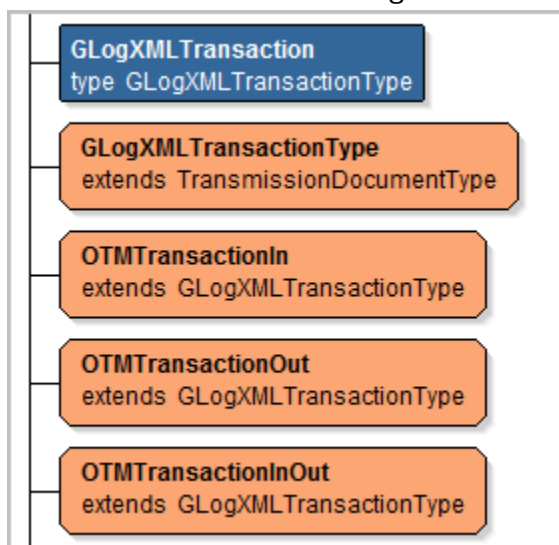 GLogXMLTransaction
type GLogXMLTransactionType
GLogXMLTransactionType
extends TransmissionDocumentType
OTMTransactionIn
extends GLogXMLTransactionType
OTMTransactionOut
extends GLogXMLTransactionType
OTMTransactionInOut
extends GLogXMLTransactionType